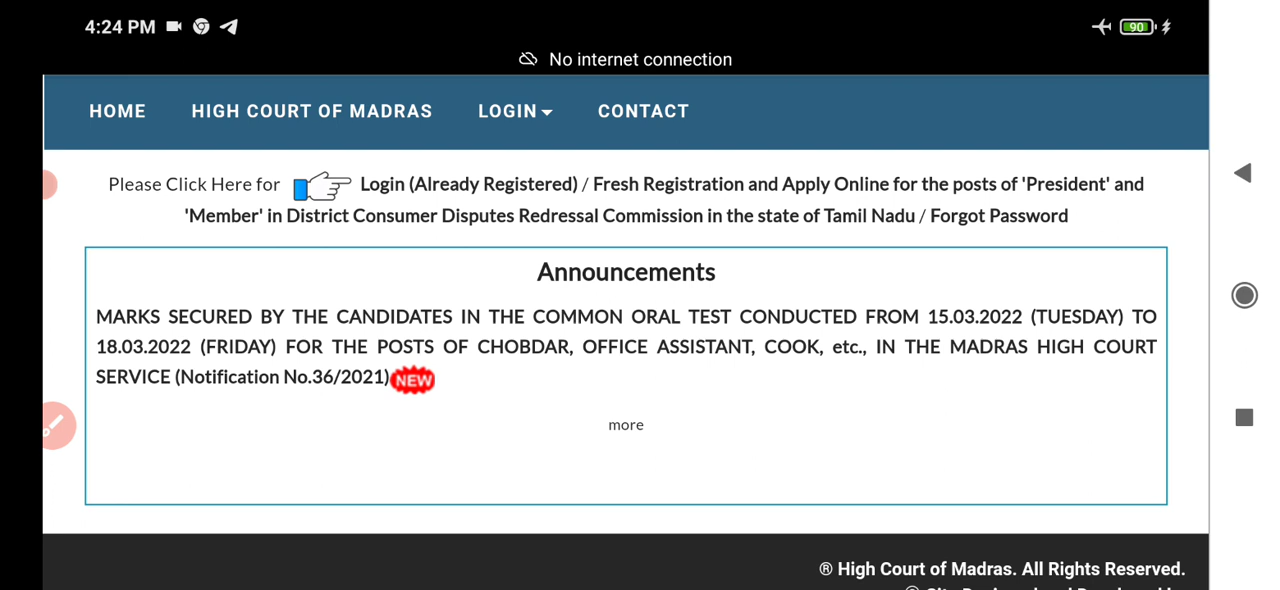 4:24 PM
90
No internet connection
HOME HIGH COURT OF MADRAS LOGIN CONTACT
Please Click Here for Login (Already Registered) / Fresh Registration and Apply Online for the posts of 'President' and
'Member' in District Consumer Disputes Redressal Commission in the state of Tamil Nadu / Forgot Password
Announcements
MARKS SECURED BY THE CANDIDATES IN THE COMMON ORAL TEST CONDUCTED FROM 15.03.2022 (TUESDAY) TO
18.03.2022 (FRIDAY) FOR THE POSTS OF CHOBDAR, OFFICE ASSISTANT, COOK, etc., IN THE MADRAS HIGH COURT
SERVICE (Notification No.36/2021) NEW
more
® High Court of Madras. All Rights Reserved.